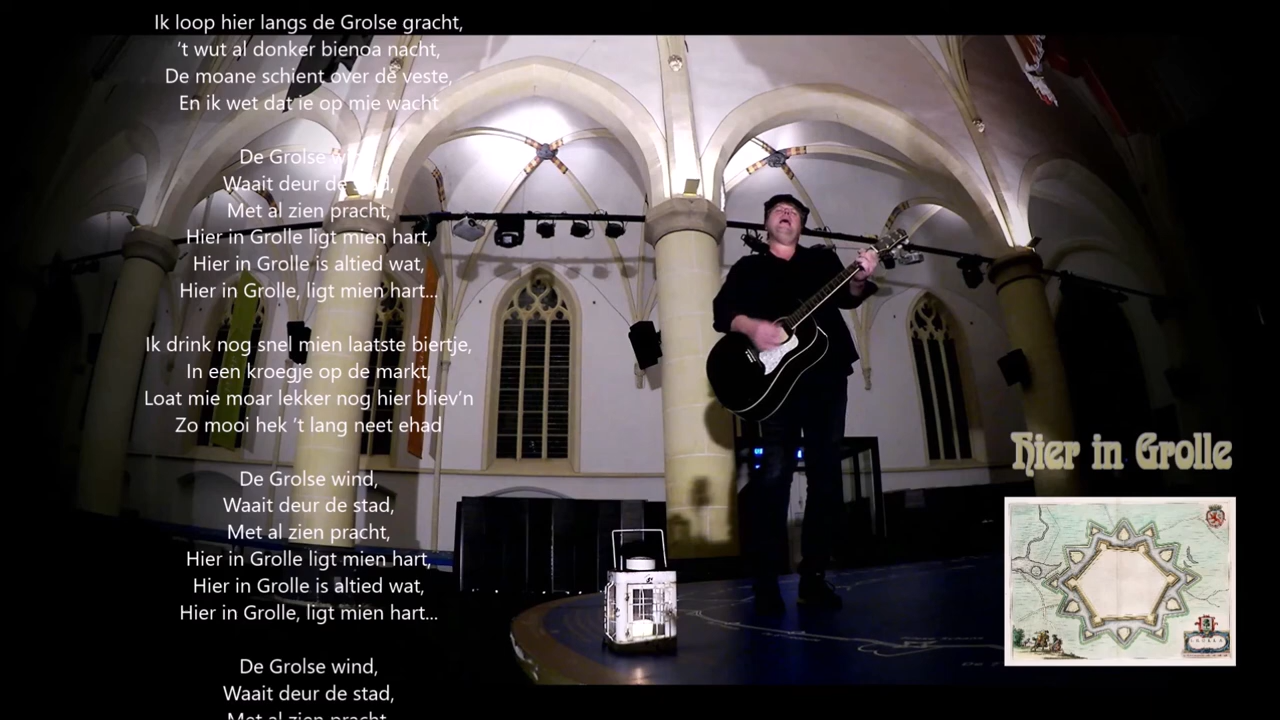 Ik loop hier langs de Grolse gracht,
’t wut al donker bienoa nacht,
De moane schient over de veste,
En ik wet dat ie op mie wacht
De Grolse wind,
Waait deur de stad,
Met al zien pracht,
Hier in Grolle ligt mien hart,
Hier in Grolle is altied wat,
Hier in Grolle, ligt mien hart...
Ik drink nog snel mien laatste biertje,
In een kroegje op de markt,
Loat mie moar lekker nog hier bliev’n
Zo mooi hek ’t lang neet ehad
De Grolse wind,
Waait deur de stad,
Met al zien pracht,
Hier in Grolle ligt mien hart,
Hier in Grolle is altied wat,
Hier in Grolle, ligt mien hart...
De Grolse wind,
Waait deur de stad,
Met al zien pracht
Hier in Grolle